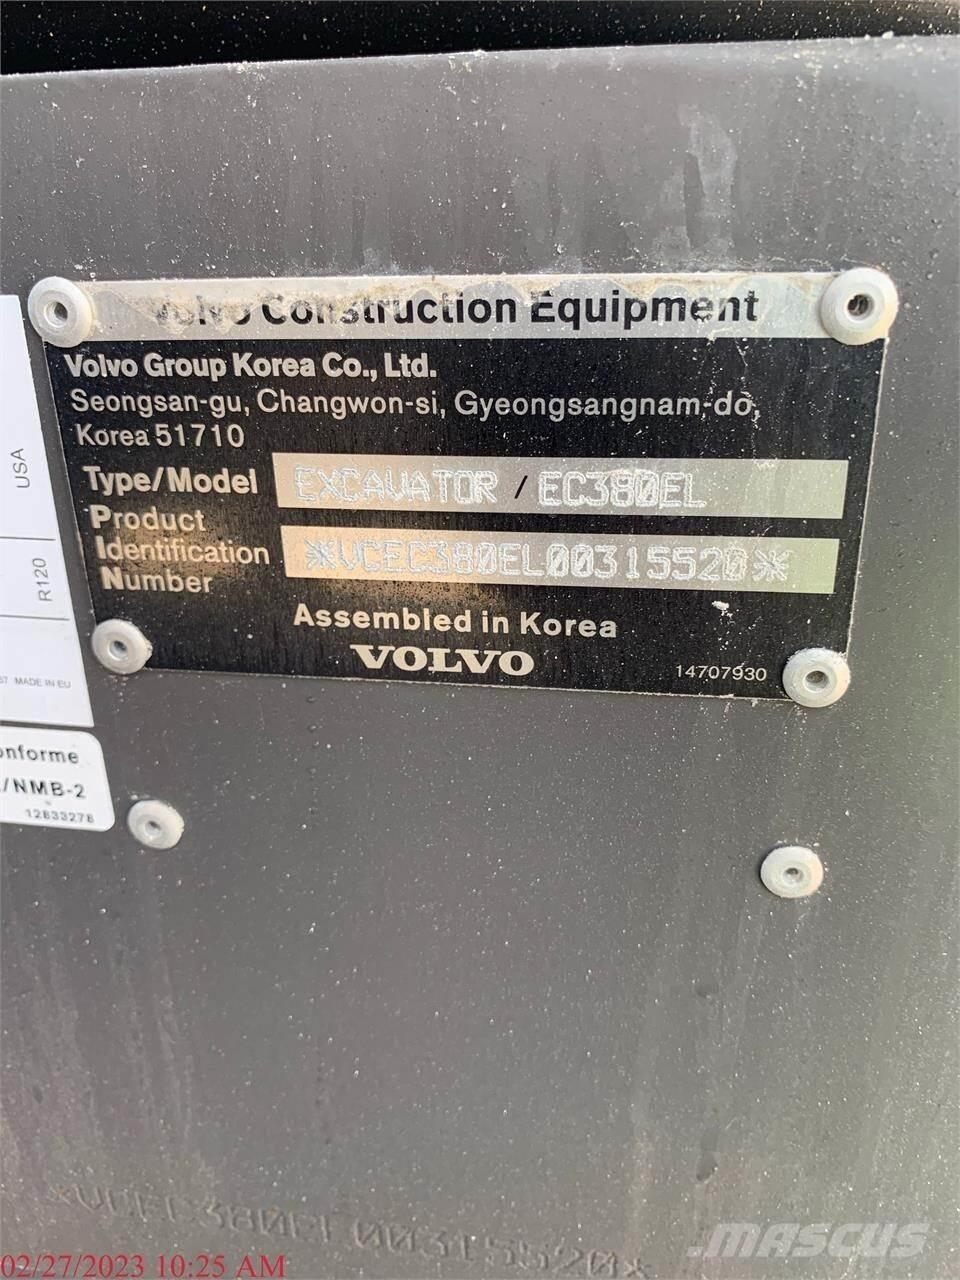 Volvo Construction Equipment
Volvo Group Korea Co., Ltd.
Seongsan-gu, Changwon-si, Gyeongsangnam-do,
Korea 51710
Type/Model EXCAVATOR / EC380EL
Product
Identification *VCEC380EL00315520*
Number
Assembled in Korea
VOLVO
14707930
USA
R120
67 MADE IN EU
onforme
/NMB-2
12833278
*VCEC380EL00315520*
MASCUS
02/27/2023 10:25 AM